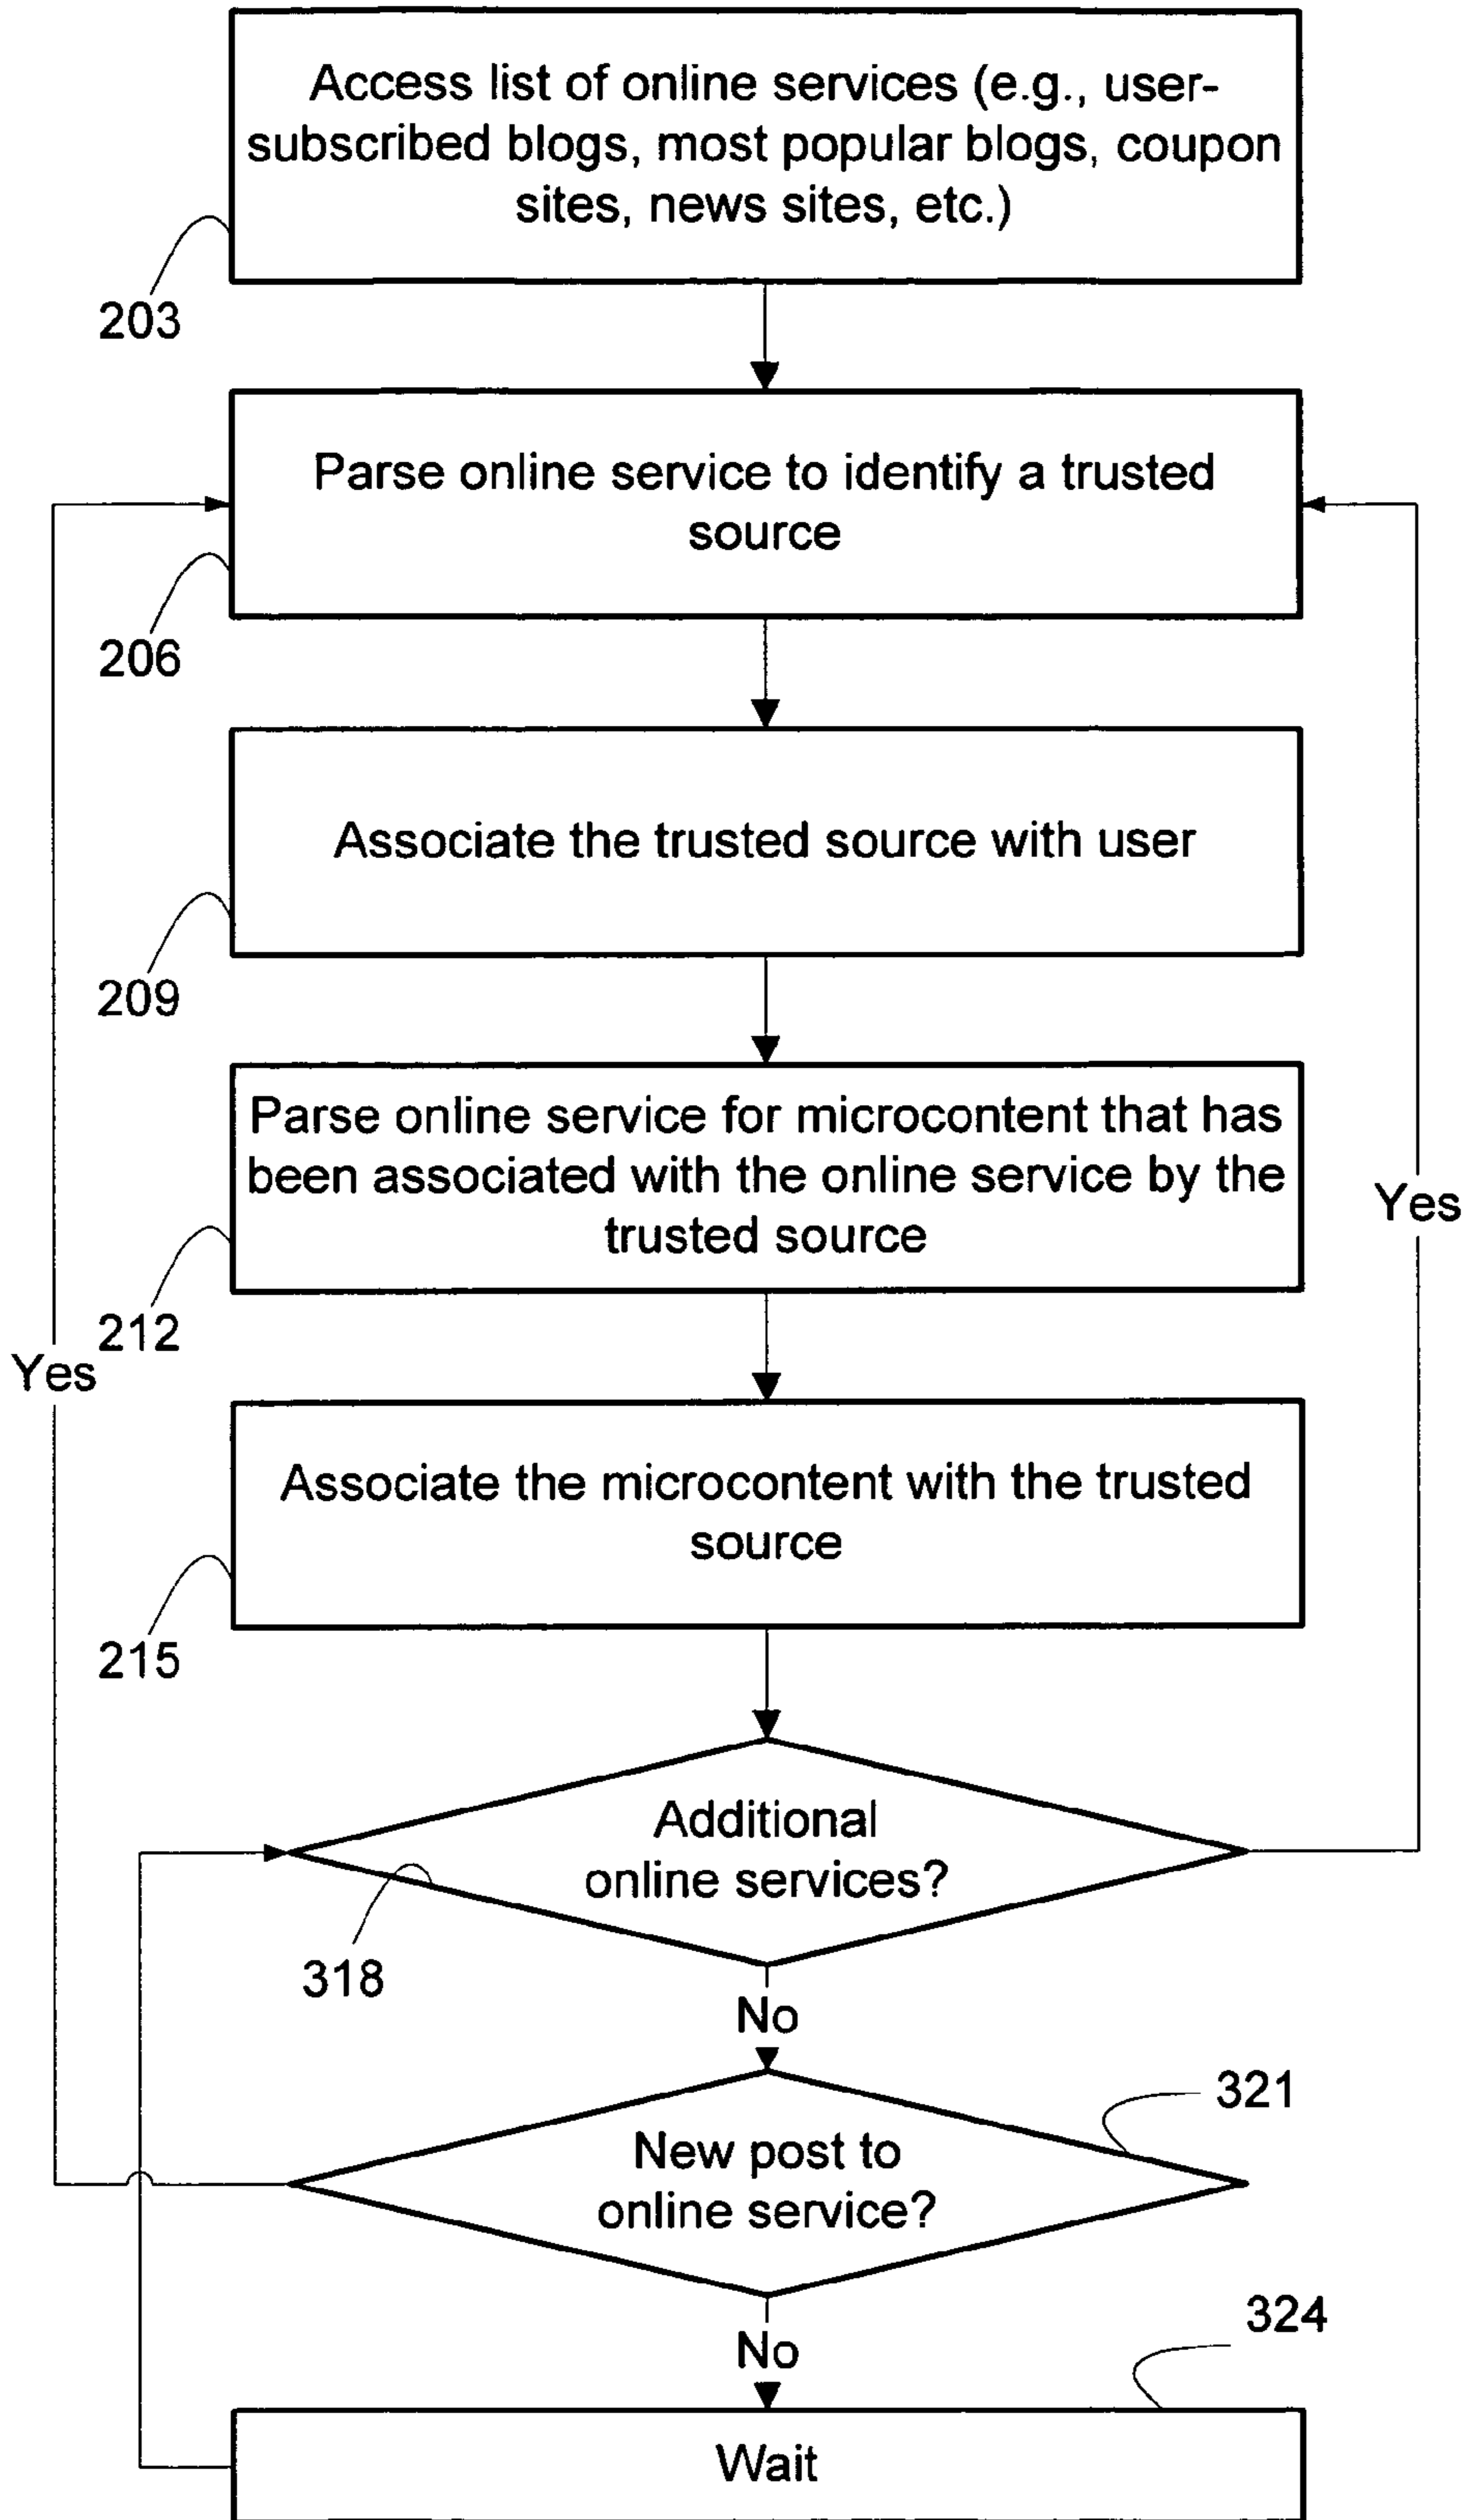 Access list of online services (e.g., user-
subscribed blogs, most popular blogs, coupon
sites, news sites, etc.)
203
Parse online service to identify a trusted
source
206
Associate the trusted source with user
209
Parse online service for microcontent that has
been associated with the online service by the
trusted source
Yes
212
Yes
Associate the microcontent with the trusted
source
215
Additional
online services?
318
No
321
New post to
online service?
324
No
Wait